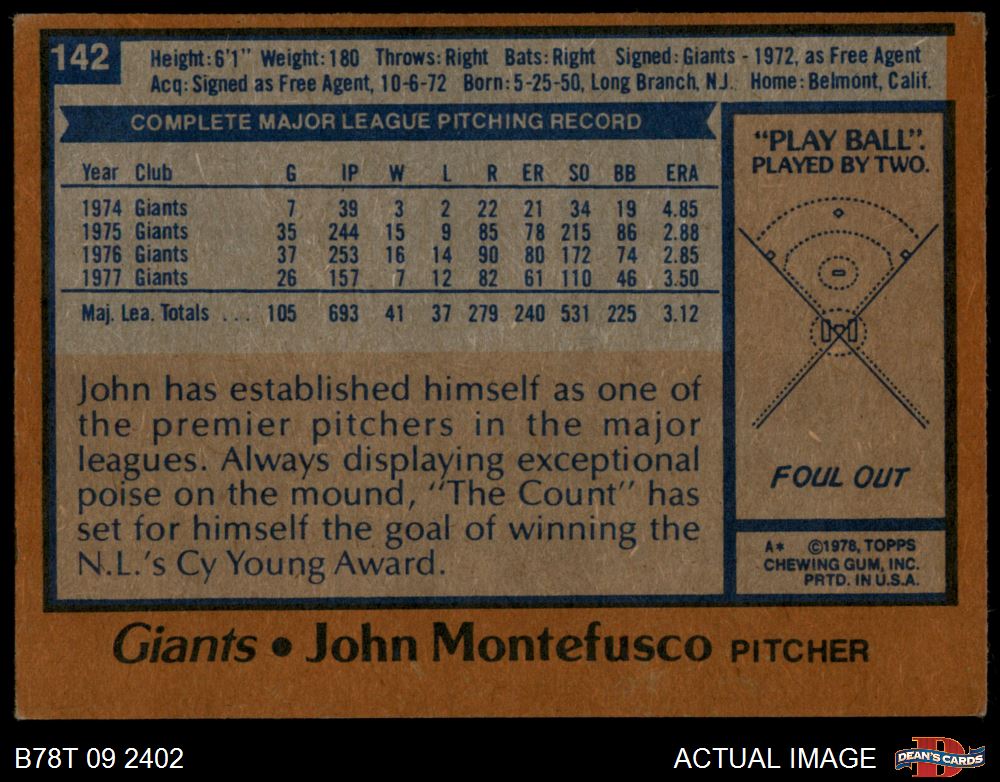 142
Height: 6'1" Weight: 180 Throws: Right Bats: Right Signed: Giants - 1972, as Free Agent
Acq: Signed as Free Agent, 10-6-72 Born: 5-25-50, Long Branch, N.J. Home: Belmont, Calif.
COMPLETE MAJOR LEAGUE PITCHING RECORD
Year Club G IP W L R ER SO BB ERA
1974 Giants 7 39 3 2 22 21 34 19 4.85
1975 Giants 35 244 15 9 85 78 215 86 2.88
1976 Giants 37 253 16 14 90 80 172 74 2.85
1977 Giants 26 157 7 12 82 61 110 46 3.50
Maj. Lea. Totals . . . 105 693 41 37 279 240 531 225 3.12
John has established himself as one of
the premier pitchers in the major
leagues. Always displaying exceptional
poise on the mound, "The Count" has
set for himself the goal of winning the
N.L.'s Cy Young Award.
"PLAY BALL".
PLAYED BY TWO.
FOUL OUT
A* ©1978, TOPPS
CHEWING GUM, INC.
PRTD. IN U.S.A.
Giants • John Montefusco PITCHER
B78T 09 2402
ACTUAL IMAGE
D
DEAN'S CARDS